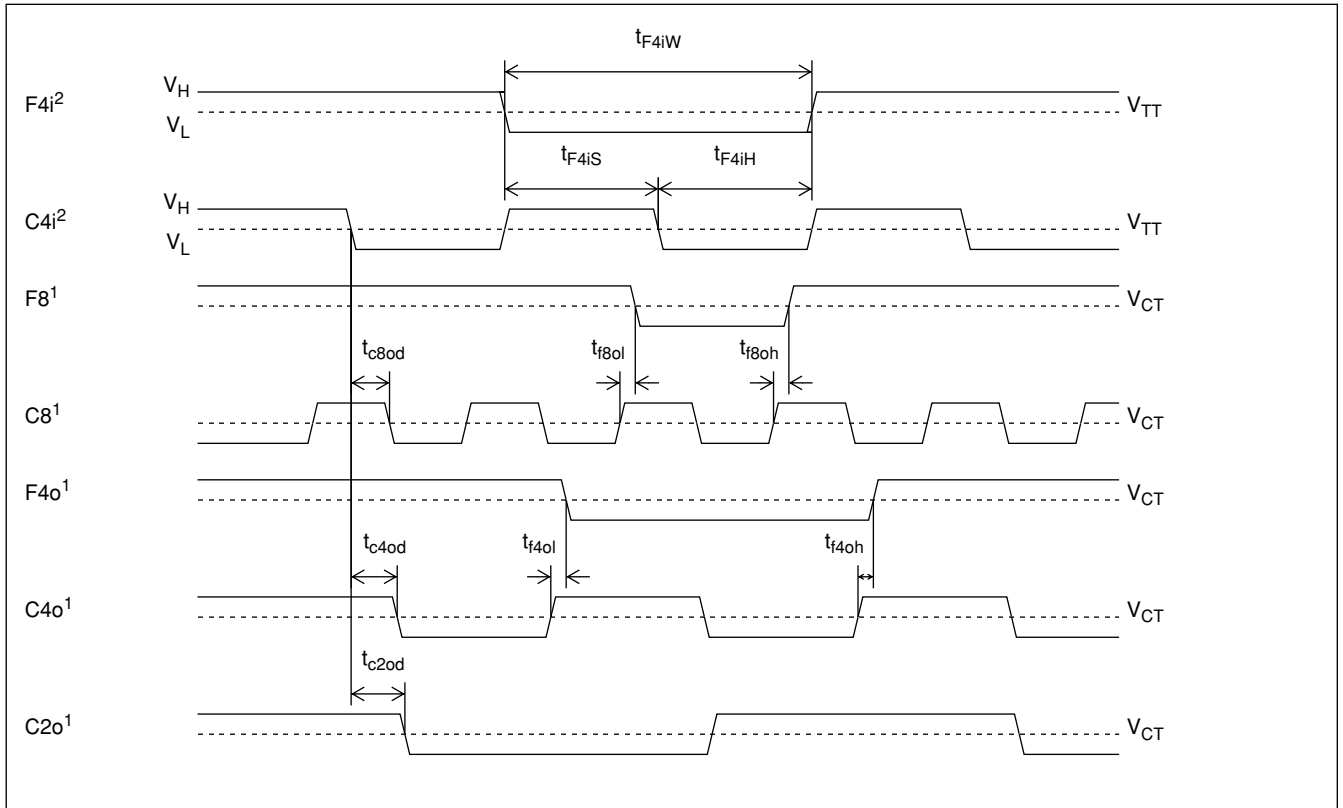 tF4iW
F4i² VH VL VTT
tF4iS tF4iH
C4i² VH VL VTT
F8¹ VCT
tc8od tf8ol tf8oh
C8¹ VCT
F4o¹ VCT
tc4od tf4ol tf4oh
C4o¹ VCT
tc2od
C2o¹ VCT